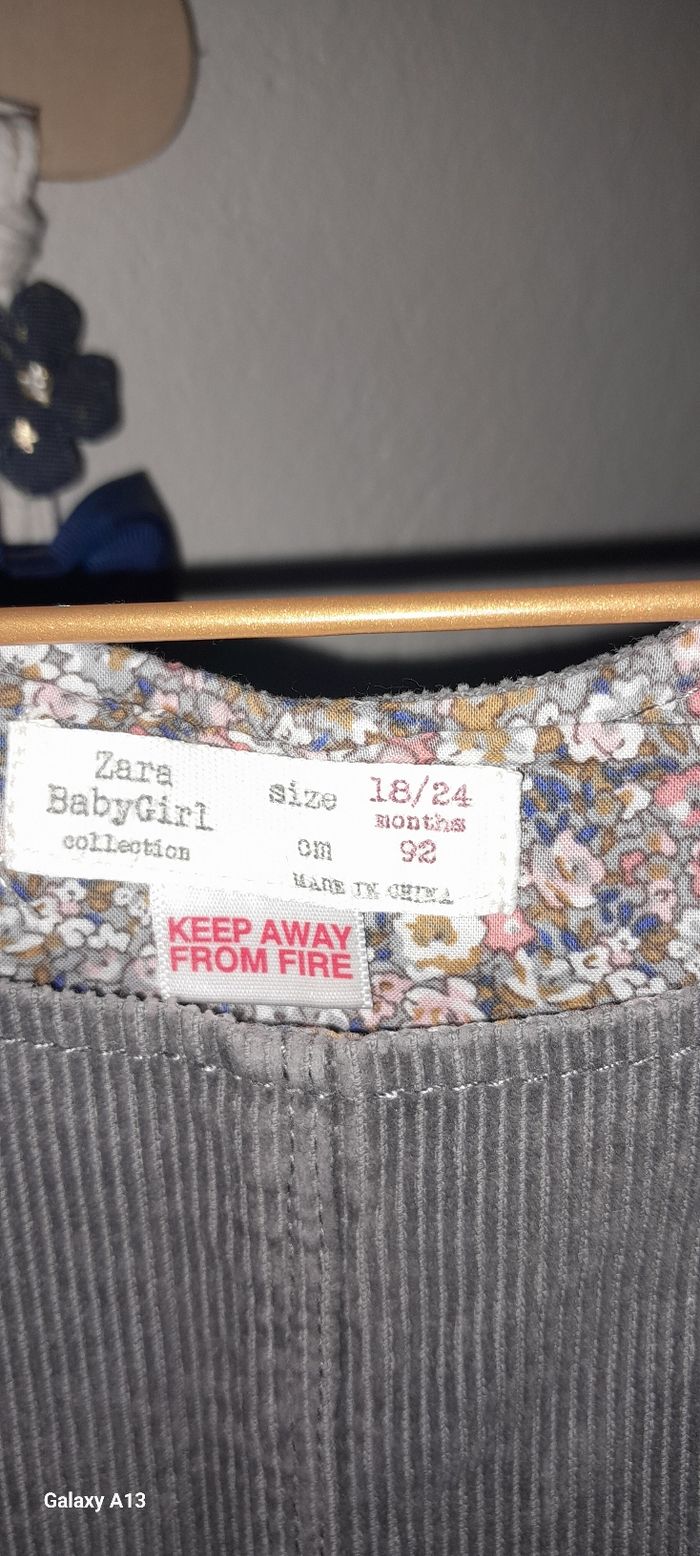 Zara
BabyGirl
collection
size 18/24
months
cm 92
MADE IN CHINA
KEEP AWAY
FROM FIRE
Galaxy A13